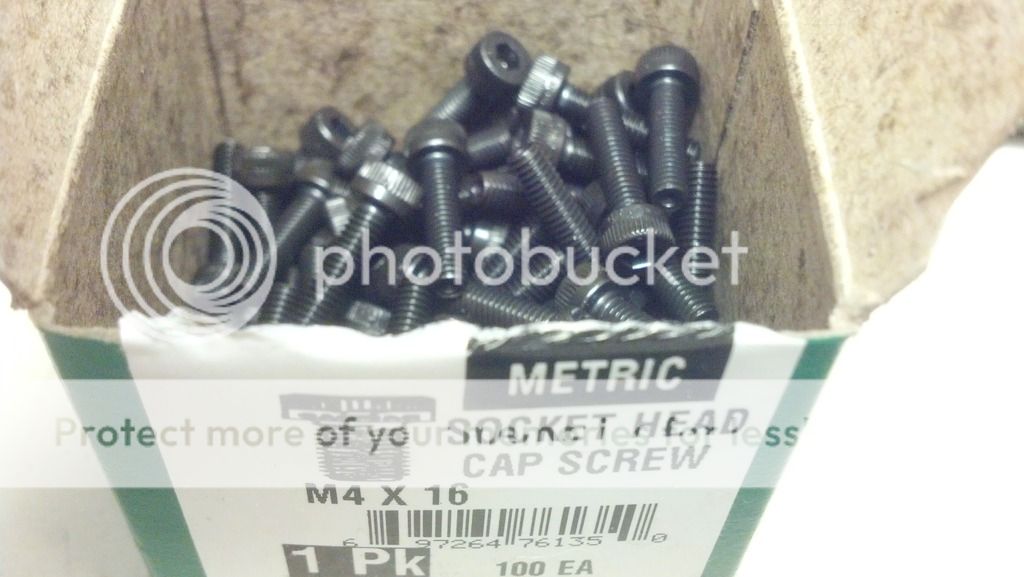 photobucket
METRIC
Protect more of your memories for less!
SOCKET HEAD
CAP SCREW
M4 X 16
6 97264 76135 0
1 Pk
100 EA